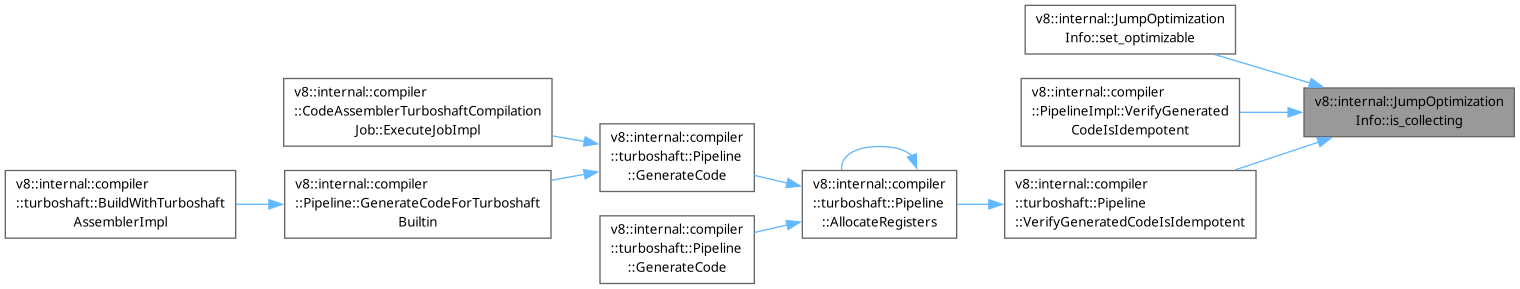 v8::internal::JumpOptimization
Info::set_optimizable
v8::internal::compiler
::CodeAssemblerTurboshaftCompilation
Job::ExecuteJobImpl
v8::internal::compiler
::PipelineImpl::VerifyGenerated
CodeIsIdempotent
v8::internal::JumpOptimization
Info::is_collecting
v8::internal::compiler
::turboshaft::Pipeline
::GenerateCode
v8::internal::compiler
::turboshaft::BuildWithTurboshaft
AssemblerImpl
v8::internal::compiler
::Pipeline::GenerateCodeForTurboshaft
Builtin
v8::internal::compiler
::turboshaft::Pipeline
::AllocateRegisters
v8::internal::compiler
::turboshaft::Pipeline
::VerifyGeneratedCodeIsIdempotent
v8::internal::compiler
::turboshaft::Pipeline
::GenerateCode